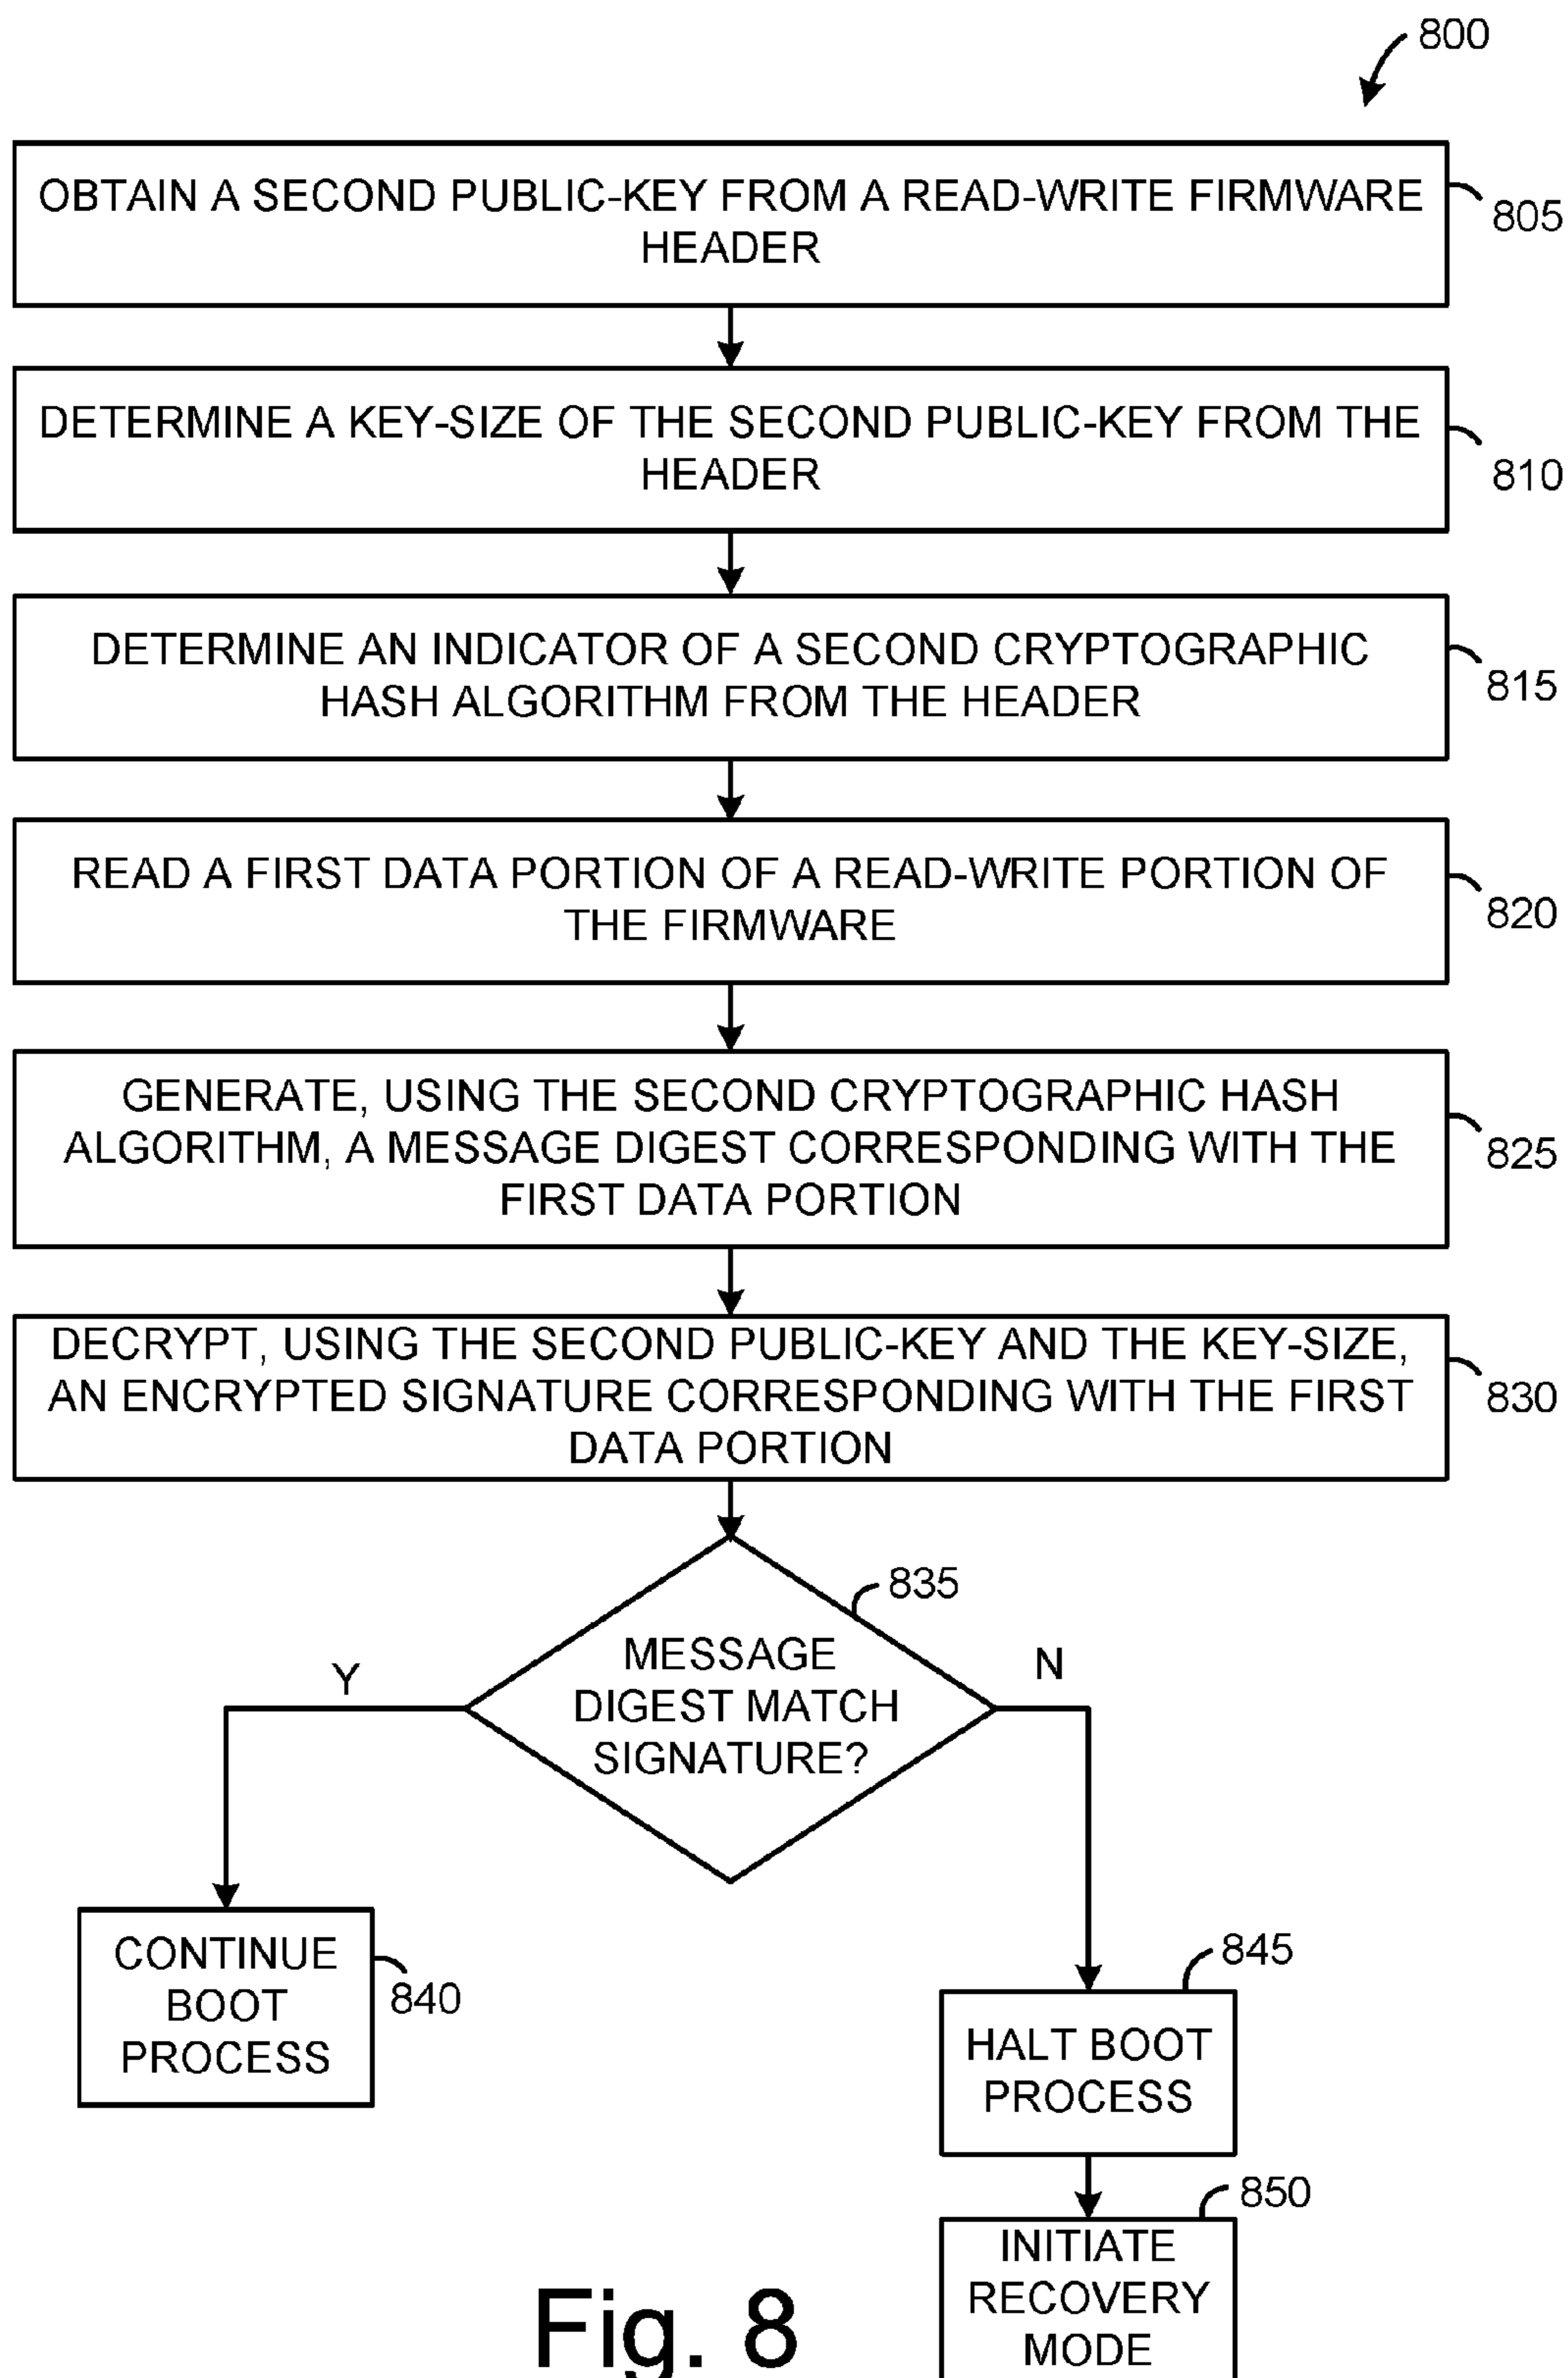 800
OBTAIN A SECOND PUBLIC-KEY FROM A READ-WRITE FIRMWARE
HEADER
805
DETERMINE A KEY-SIZE OF THE SECOND PUBLIC-KEY FROM THE
HEADER
810
DETERMINE AN INDICATOR OF A SECOND CRYPTOGRAPHIC
HASH ALGORITHM FROM THE HEADER
815
READ A FIRST DATA PORTION OF A READ-WRITE PORTION OF
THE FIRMWARE
820
GENERATE, USING THE SECOND CRYPTOGRAPHIC HASH
ALGORITHM, A MESSAGE DIGEST CORRESPONDING WITH THE
FIRST DATA PORTION
825
DECRYPT, USING THE SECOND PUBLIC-KEY AND THE KEY-SIZE,
AN ENCRYPTED SIGNATURE CORRESPONDING WITH THE FIRST
DATA PORTION
830
835
MESSAGE
DIGEST MATCH
SIGNATURE?
Y
N
CONTINUE
BOOT
PROCESS
840
845
HALT BOOT
PROCESS
850
INITIATE
RECOVERY
MODE
Fig. 8